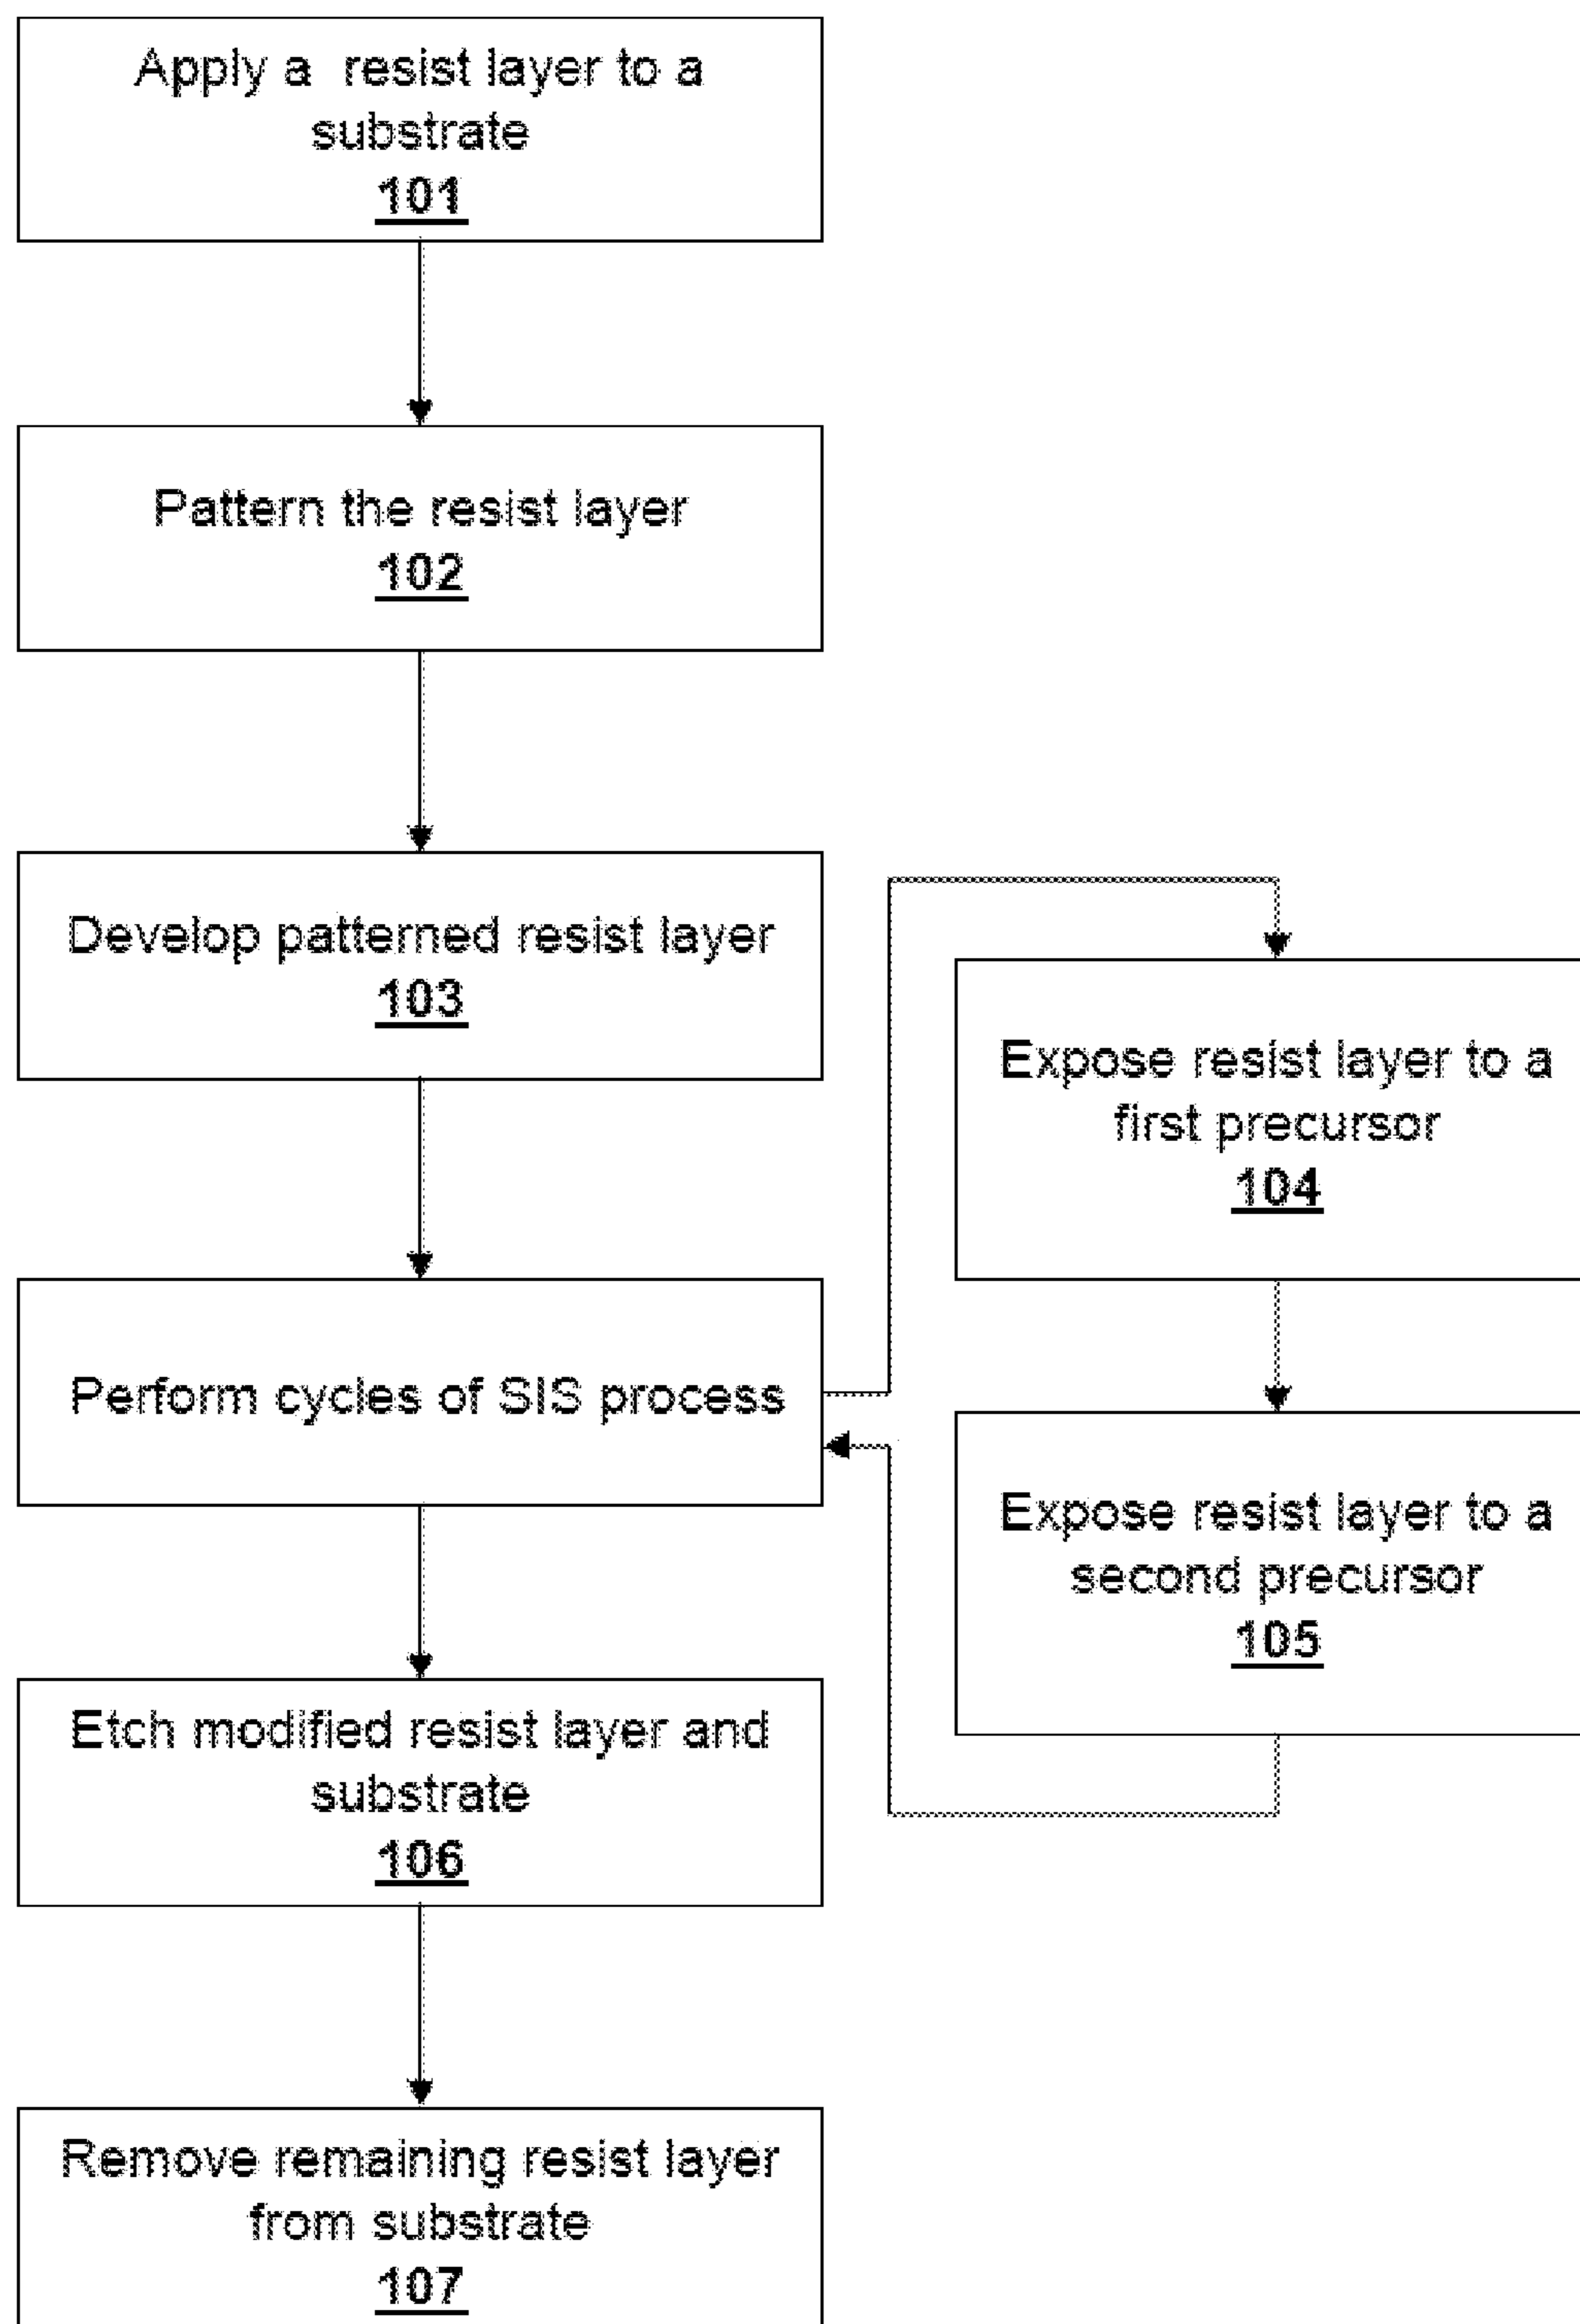 Apply a resist layer to a
substrate
101
Pattern the resist layer
102
Develop patterned resist layer
103
Perform cycles of SIS process
Expose resist layer to a
first precursor
104
Expose resist layer to a
second precursor
105
Etch modified resist layer and
substrate
106
Remove remaining resist layer
from substrate
107